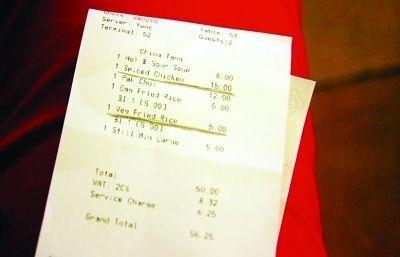 Table: 53
Server: Guests:2
Terminal: 52
China Tang
1 Hot & Sour Soup 8.00
1 Spiced Chicken 15.00
1 Pak Choi 12.00
1 Egg Fried Rice 5.00
BI 1 [5.00]
1 Veg Fried Rice 5.00
BI 1 [5.00]
1 Still Min Large 5.00
Total 50.00
VAT: 20% 8.32
Service Charge 6.25
Grand Total 56.25